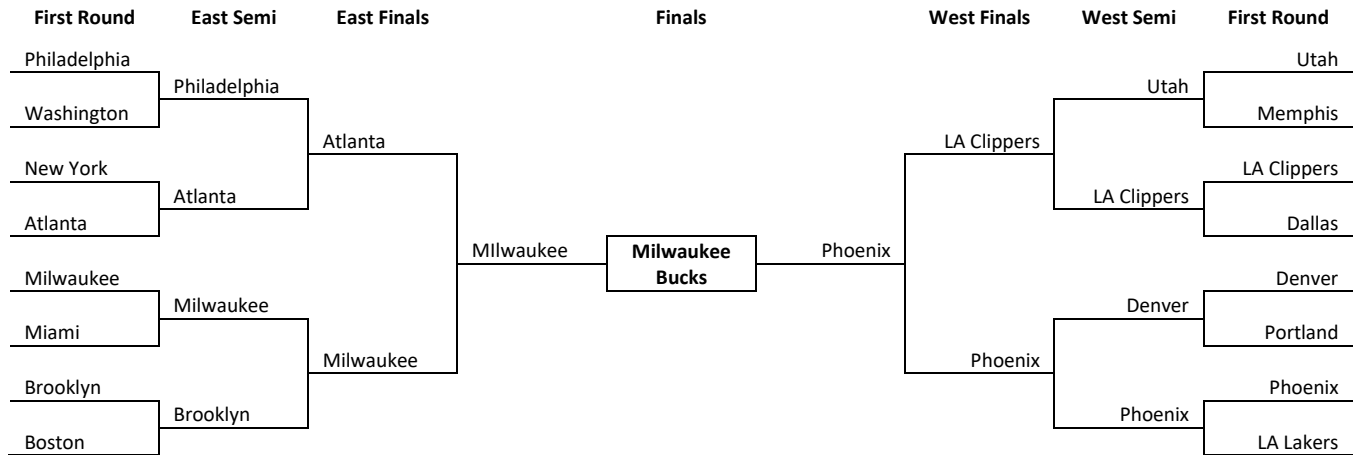 First Round East Semi East Finals Finals West Finals West Semi First Round
Philadelphia Utah
Philadelphia Utah
Washington Memphis
Atlanta LA Clippers
New York LA Clippers
Atlanta LA Clippers
Atlanta Dallas
MIlwaukee Milwaukee Phoenix
Bucks
Milwaukee Denver
Milwaukee Denver
Miami Portland
Milwaukee Phoenix
Brooklyn Phoenix
Brooklyn Phoenix
Boston LA Lakers